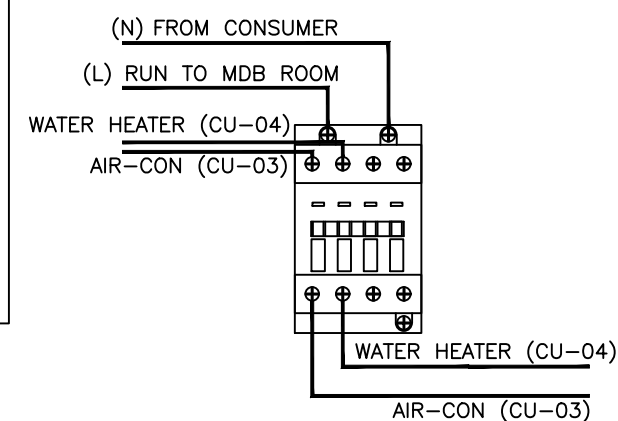 (N) FROM CONSUMER
(L) RUN TO MDB ROOM
WATER HEATER (CU-04)
AIR-CON (CU-03)
WATER HEATER (CU-04)
AIR-CON (CU-03)